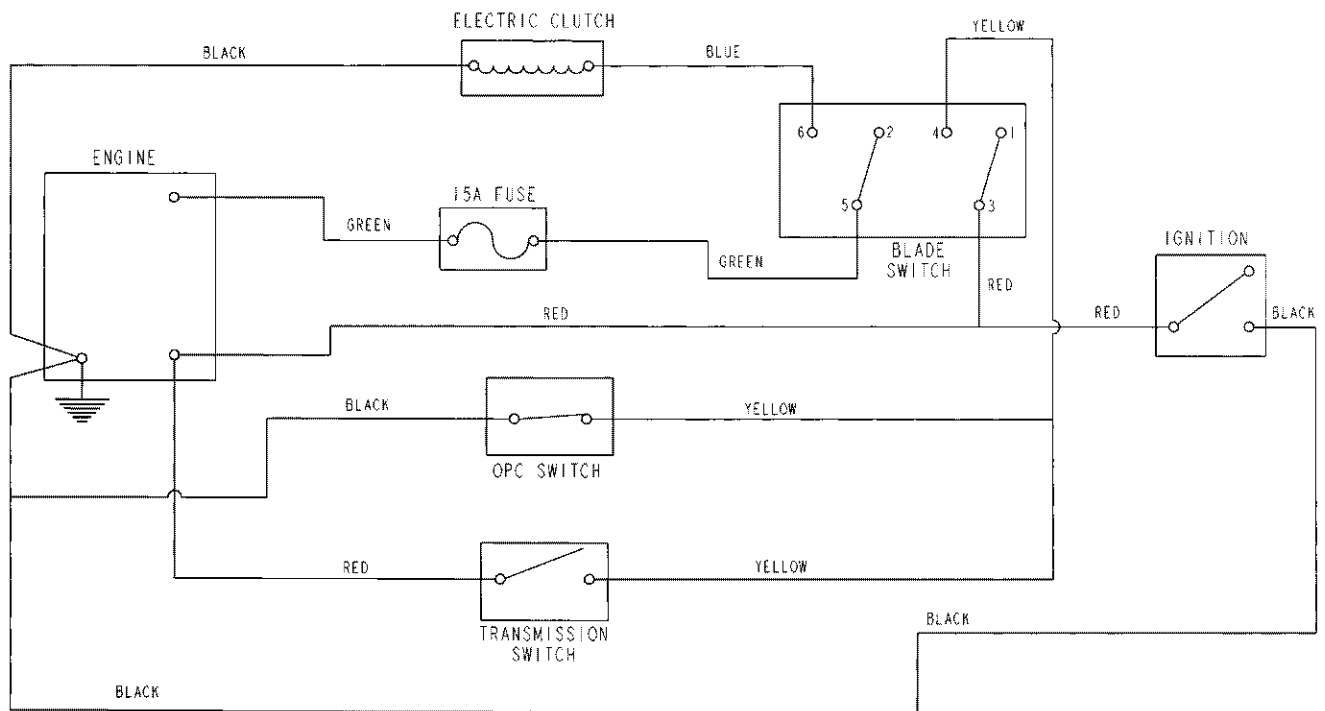 ELECTRIC CLUTCH
YELLOW
BLACK
BLUE
6
2
4
1
ENGINE
15A FUSE
5
3
GREEN
BLADE
SWITCH
IGNITION
GREEN
RED
RED
RED
BLACK
BLACK
YELLOW
OPC SWITCH
RED
YELLOW
BLACK
TRANSMISSION
SWITCH
BLACK